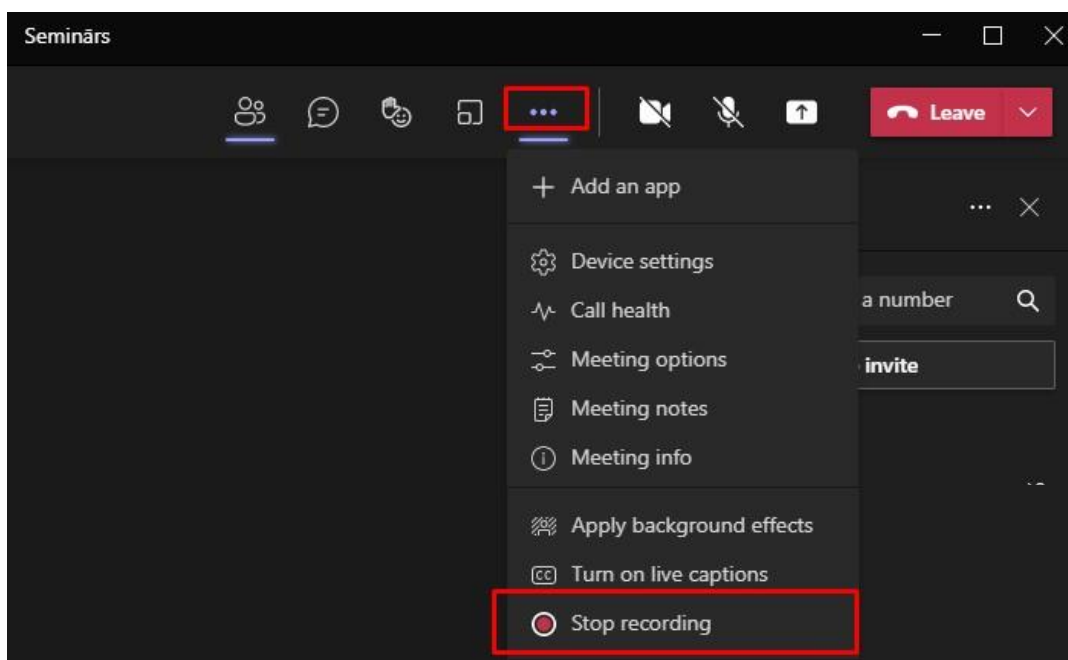 Seminārs
Leave
Add an app
Device settings
a number
Call health
Meeting options
invite
Meeting notes
Meeting info
Apply background effects
CC Turn on live captions
Stop recording